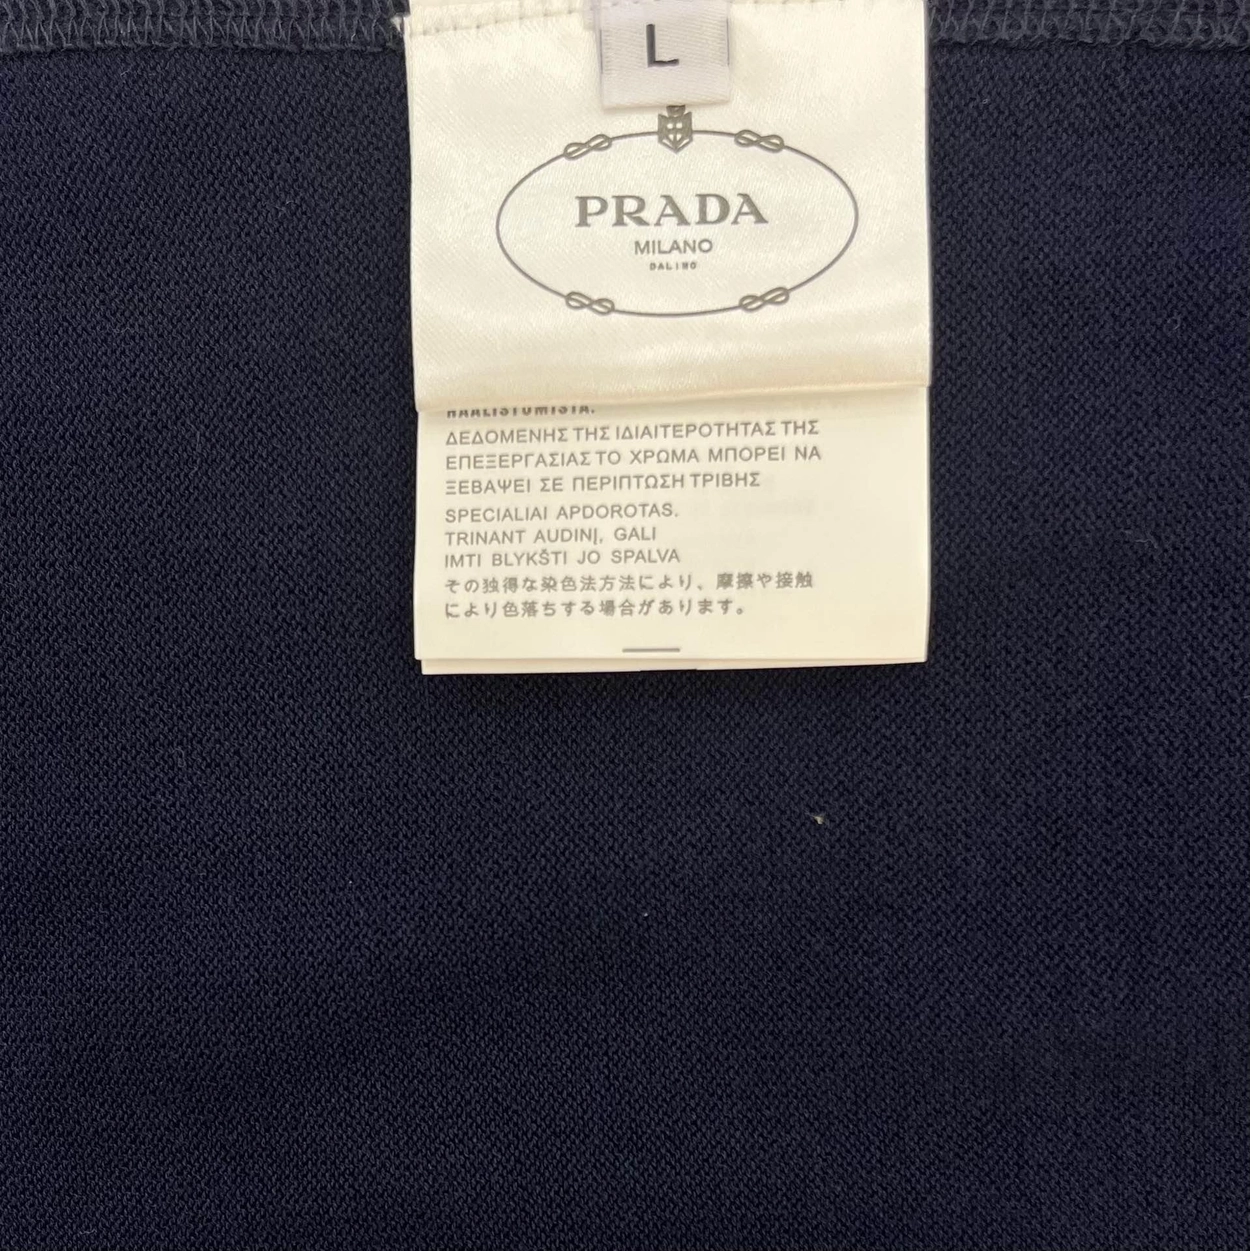 L
PRADA
MILANO
DAL 1913
HAALISTUMISTA.
ΔΕΔΟΜΕΝΗΣ ΤΗΣ ΙΔΙΑΙΤΕΡΟΤΗΤΑΣ ΤΗΣ
ΕΠΕΞΕΡΓΑΣΙΑΣ ΤΟ ΧΡΩΜΑ ΜΠΟΡΕΙ ΝΑ
ΞΕΒΑΨΕΙ ΣΕ ΠΕΡΙΠΤΩΣΗ ΤΡΙΒΗΣ
SPECIALIAI APDOROTAS.
TRINANT AUDINĮ, GALI
IMTI BLYKŠTI JO SPALVA
その独得な染色法方法により、摩擦や接触
により色落ちする場合があります。